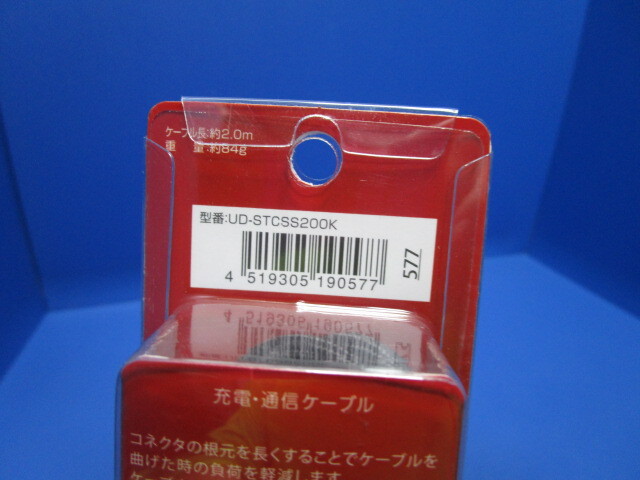 ケーブル長:約2.0m
重 量:約84g
型番:UD-STCSS200K
4 519305 190577
577
充電・通信ケーブル
コネクタの根元を長くすることでケーブルを
曲げた時の負荷を軽減します。